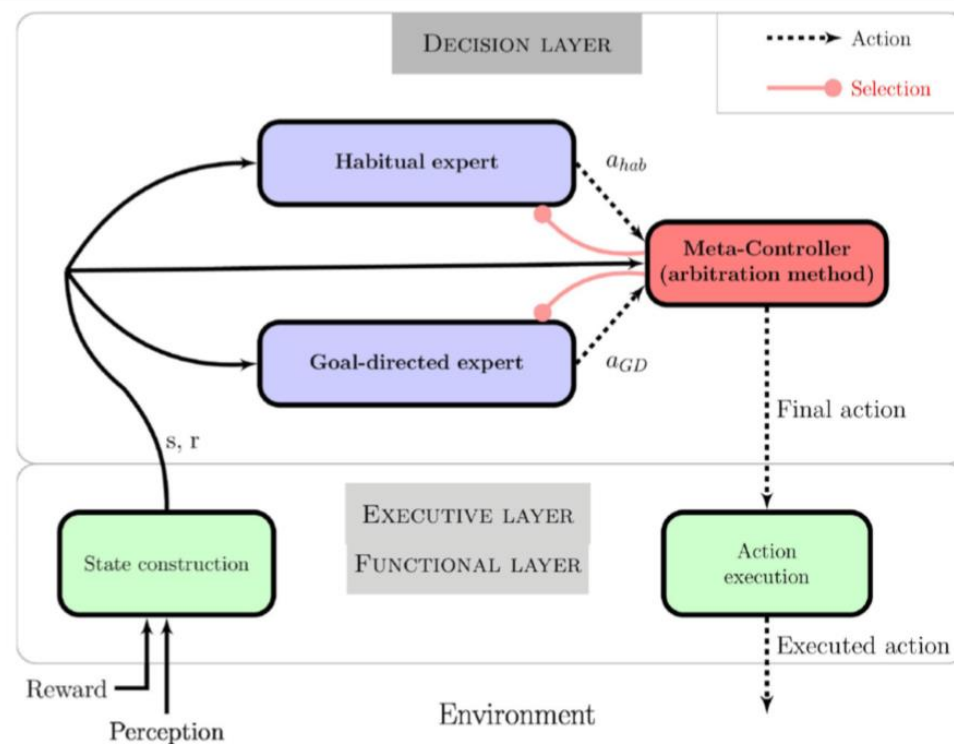 DECISION LAYER
Action
Selection
Habitual expert
a_hab
Meta-Controller
(arbitration method)
Goal-directed expert
a_GD
Final action
s, r
EXECUTIVE LAYER
FUNCTIONAL LAYER
State construction
Action
execution
Executed action
Reward
Perception
Environment